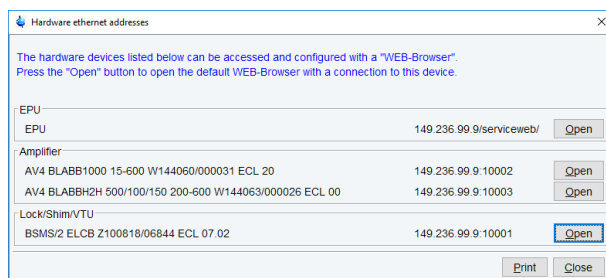 Hardware ethernet addresses
The hardware devices listed below can be accessed and configured with a "WEB-Browser".
Press the "Open" button to open the default WEB-Browser with a connection to this device.
EPU
EPU 149.236.99.9/serviceweb/ Open
Amplifier
AV4 BLABB1000 15-600 W144060/000031 ECL 20 149.236.99.9:10002 Open
AV4 BLABBH2H 500/100/150 200-600 W144063/000026 ECL 00 149.236.99.9:10003 Open
Lock/Shim/VTU
BSMS/2 ELCB Z100818/06844 ECL 07.02 149.236.99.9:10001 Open
Print Close